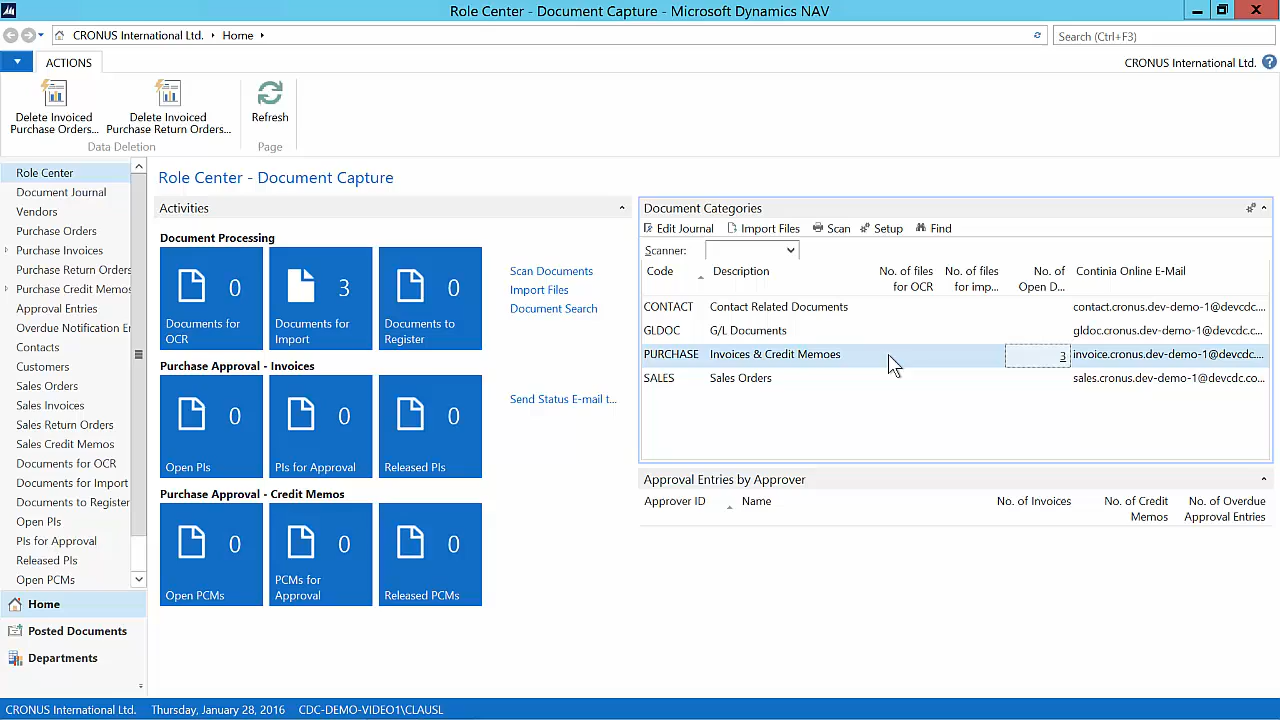 Role Center - Document Capture - Microsoft Dynamics NAV
CRONUS International Ltd.
Home
Search (Ctrl+F3)
ACTIONS
CRONUS International Ltd.
Delete Invoiced
Purchase Orders...
Delete Invoiced
Purchase Return Orders...
Refresh
Data Deletion
Page
Role Center
Document Journal
Vendors
Purchase Orders
Purchase Invoices
Purchase Return Orders
Purchase Credit Memos
Approval Entries
Overdue Notification Er
Contacts
Customers
Sales Orders
Sales Invoices
Sales Return Orders
Sales Credit Memos
Documents for OCR
Documents for Import
Documents to Register
Open PIs
PIs for Approval
Released PIs
Open PCMs
Home
Posted Documents
Departments
Role Center - Document Capture
Activities
Document Processing
0
Documents for
OCR
3
Documents for
Import
0
Documents to
Register
Scan Documents
Import Files
Document Search
Purchase Approval - Invoices
0
Open PIs
0
PIs for Approval
0
Released PIs
Send Status E-mail t...
Purchase Approval - Credit Memos
0
Open PCMs
0
PCMs for
Approval
0
Released PCMs
Document Categories
Edit Journal
Import Files
Scan
Setup
Find
Scanner:
Code
Description
No. of files
for OCR
No. of files
for imp...
No. of
Open D...
Continia Online E-Mail
CONTACT Contact Related Documents contact.cronus.dev-demo-1@devcdc....
GLDOC G/L Documents gldoc.cronus.dev-demo-1@devcdc.c...
PURCHASE Invoices & Credit Memoes 3 invoice.cronus.dev-demo-1@devcdc....
SALES Sales Orders sales.cronus.dev-demo-1@devcdc.co...
Approval Entries by Approver
Approver ID
Name
No. of Invoices
No. of Credit
Memos
No. of Overdue
Approval Entries
CRONUS International Ltd.
Thursday, January 28, 2016
CDC-DEMO-VIDEO1\CLAUSL